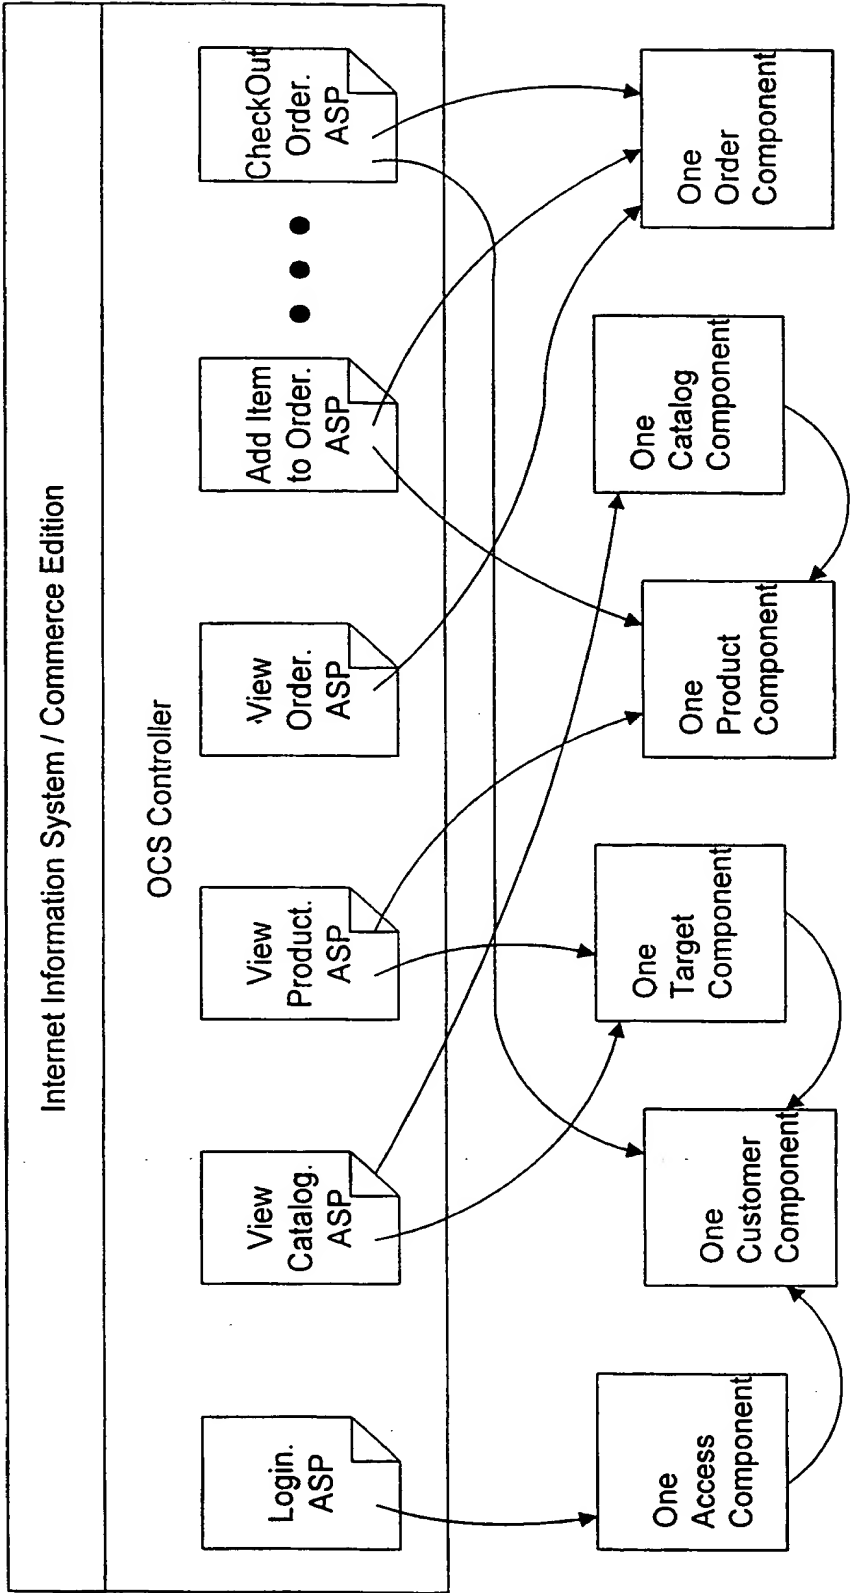 Internet Information System / Commerce Edition
OCS Controller
Login.
ASP
View
Catalog.
ASP
View
Product.
ASP
View
Order.
ASP
Add Item
to Order.
ASP
CheckOut
Order.
ASP
One
Access
Component
One
Customer
Component
One
Target
Component
One
Product
Component
One
Catalog
Component
One
Order
Component